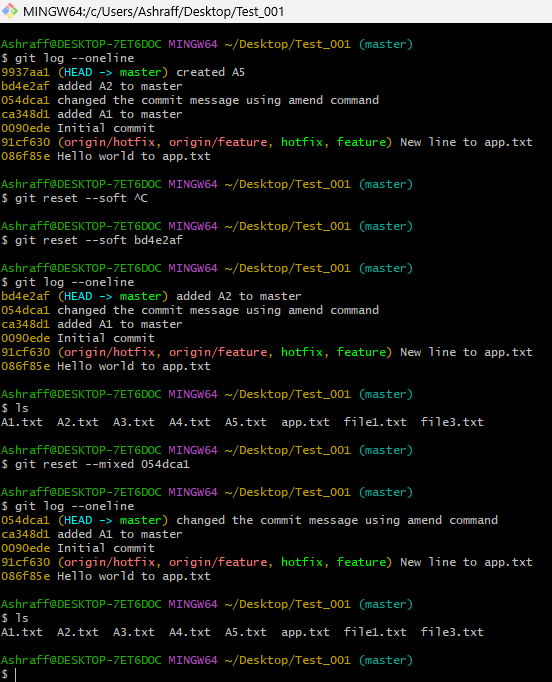 MINGW64:/c/Users/Ashraff/Desktop/Test_001
Ashraff@DESKTOP-7ET6DOC MINGW64 ~/Desktop/Test_001 (master)
$ git log --oneline
9937aa1 (HEAD -> master) created A5
bd4e2af added A2 to master
054dca1 changed the commit message using amend command
ca348d1 added A1 to master
0090ede Initial commit
91cf630 (origin/hotfix, origin/feature, hotfix, feature) New line to app.txt
086f85e Hello world to app.txt
Ashraff@DESKTOP-7ET6DOC MINGW64 ~/Desktop/Test_001 (master)
$ git reset --soft ^C
Ashraff@DESKTOP-7ET6DOC MINGW64 ~/Desktop/Test_001 (master)
$ git reset --soft bd4e2af
Ashraff@DESKTOP-7ET6DOC MINGW64 ~/Desktop/Test_001 (master)
$ git log --oneline
bd4e2af (HEAD -> master) added A2 to master
054dca1 changed the commit message using amend command
ca348d1 added A1 to master
0090ede Initial commit
91cf630 (origin/hotfix, origin/feature, hotfix, feature) New line to app.txt
086f85e Hello world to app.txt
Ashraff@DESKTOP-7ET6DOC MINGW64 ~/Desktop/Test_001 (master)
$ ls
A1.txt A2.txt A3.txt A4.txt A5.txt app.txt file1.txt file3.txt
Ashraff@DESKTOP-7ET6DOC MINGW64 ~/Desktop/Test_001 (master)
$ git reset --mixed 054dca1
Ashraff@DESKTOP-7ET6DOC MINGW64 ~/Desktop/Test_001 (master)
$ git log --oneline
054dca1 (HEAD -> master) changed the commit message using amend command
ca348d1 added A1 to master
0090ede Initial commit
91cf630 (origin/hotfix, origin/feature, hotfix, feature) New line to app.txt
086f85e Hello world to app.txt
Ashraff@DESKTOP-7ET6DOC MINGW64 ~/Desktop/Test_001 (master)
$ ls
A1.txt A2.txt A3.txt A4.txt A5.txt app.txt file1.txt file3.txt
Ashraff@DESKTOP-7ET6DOC MINGW64 ~/Desktop/Test_001 (master)
$